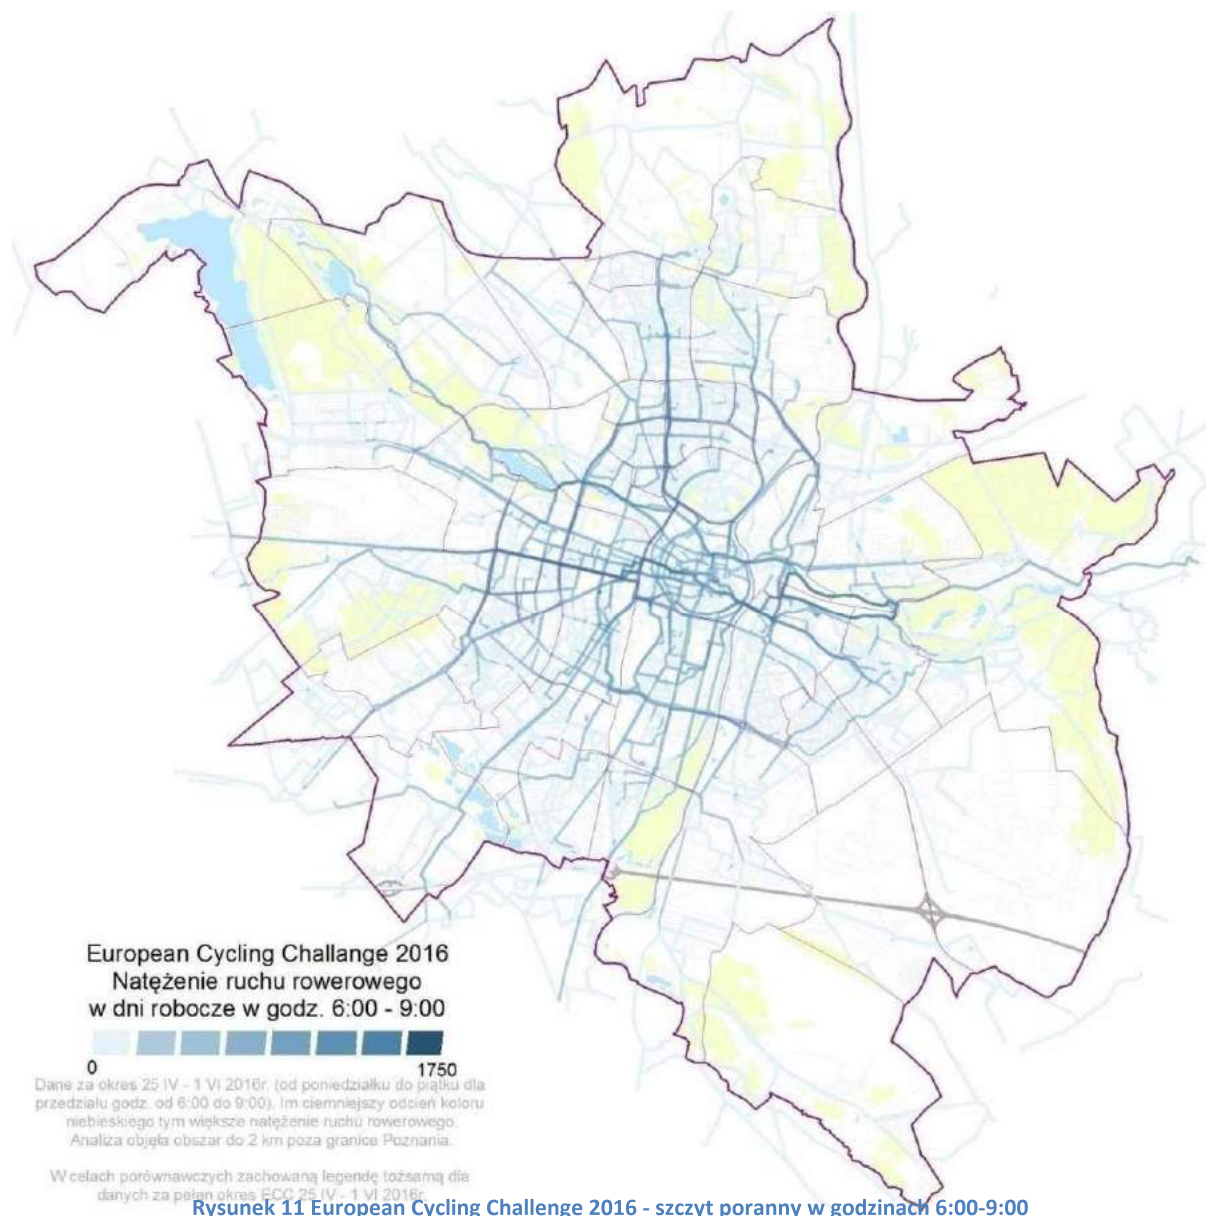 European Cycling Challange 2016
Natężenie ruchu rowerowego
w dni robocze w godz. 6:00 - 9:00
0 1750
Dane za okres 25 IV - 1 VI 2016r. (od poniedziałku do piątku dla
przedziału godz. od 6:00 do 9:00). Im ciemniejszy odcień koloru
niebieskiego tym większe natężenie ruchu rowerowego.
Analiza objęła obszar do 2 km poza granice Poznania.
W celach porównawczych zachowaną legendę tożsamą dla
danych za pełen okres ECC 25 IV - 1 VI 2016r.
Rysunek 11 European Cycling Challenge 2016 - szczyt poranny w godzinach 6:00-9:00